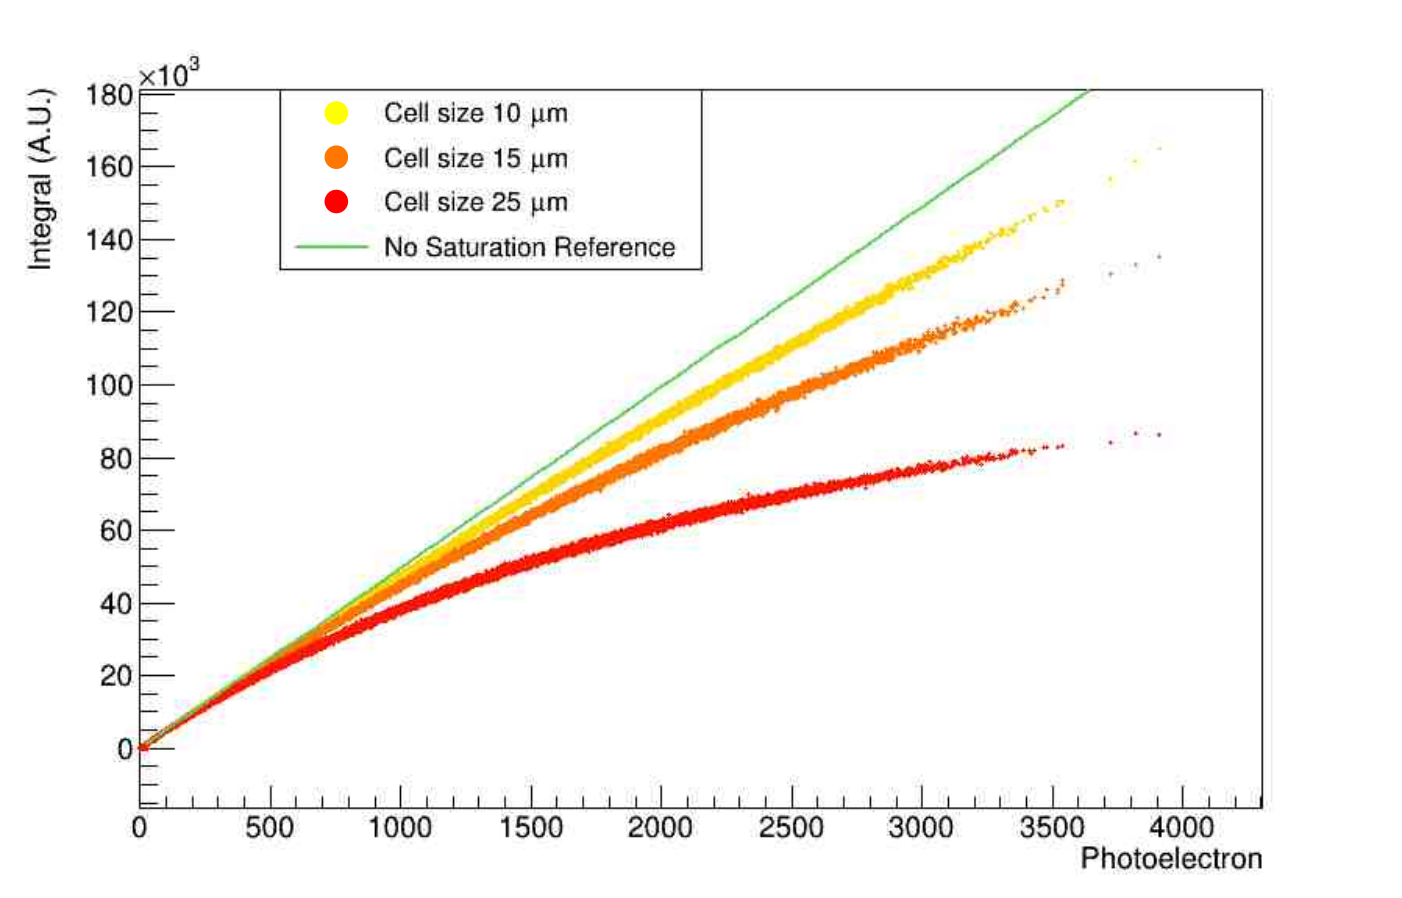 ×10³
Integral (A.U.)
180
160
140
120
100
80
60
40
20
0
Cell size 10 μm
Cell size 15 μm
Cell size 25 μm
No Saturation Reference
0 500 1000 1500 2000 2500 3000 3500 4000
Photoelectron